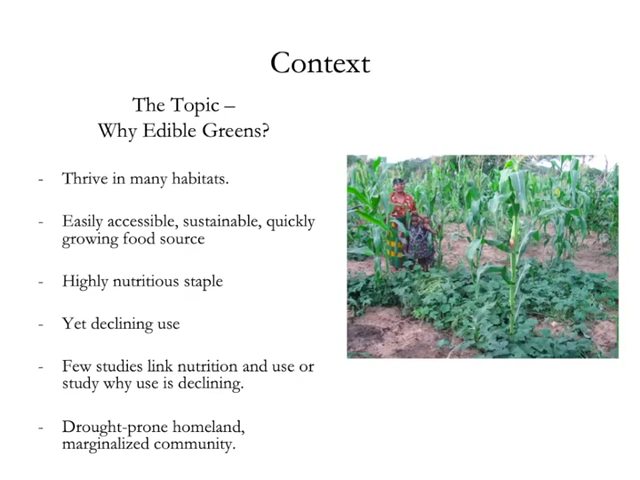 Context
The Topic –
Why Edible Greens?
- Thrive in many habitats.
- Easily accessible, sustainable, quickly
growing food source
- Highly nutritious staple
- Yet declining use
- Few studies link nutrition and use or
study why use is declining.
- Drought-prone homeland,
marginalized community.